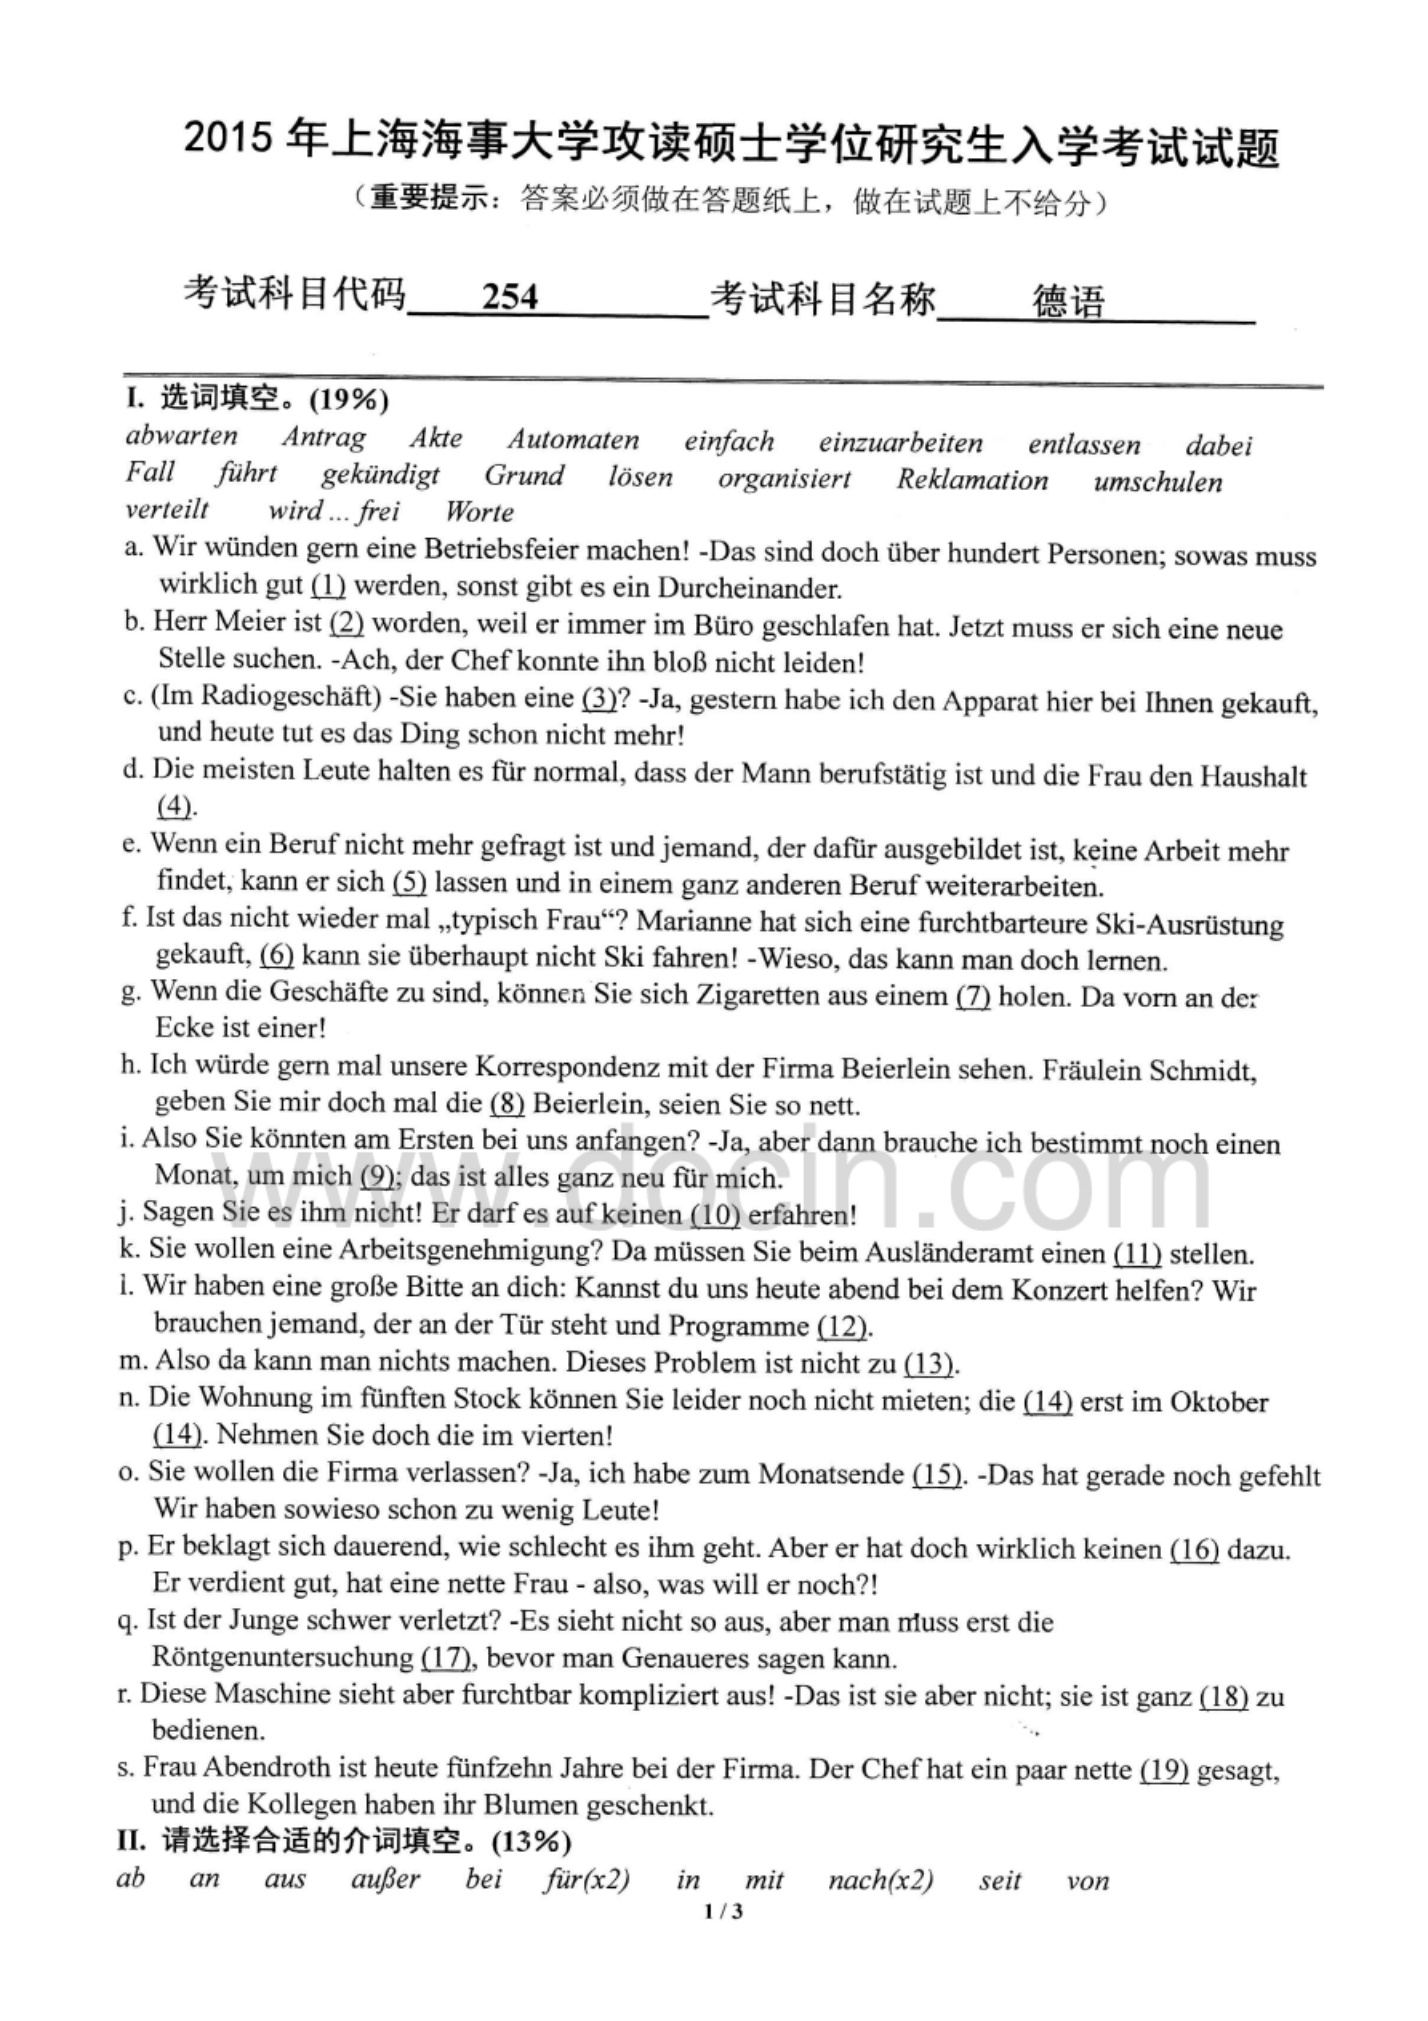 2015 年上海海事大学攻读硕士学位研究生入学考试试题
（重要提示：答案必须做在答题纸上，做在试题上不给分）
考试科目代码 254 考试科目名称 德语
I. 选词填空。(19%)
abwarten Antrag Akte Automaten einfach einzuarbeiten entlassen dabei
Fall führt gekündigt Grund lösen organisiert Reklamation umschulen
verteilt wird ... frei Worte
a. Wir wünden gern eine Betriebsfeier machen! -Das sind doch über hundert Personen; sowas muss
wirklich gut (1) werden, sonst gibt es ein Durcheinander.
b. Herr Meier ist (2) worden, weil er immer im Büro geschlafen hat. Jetzt muss er sich eine neue
Stelle suchen. -Ach, der Chef konnte ihn bloß nicht leiden!
c. (Im Radiogeschäft) -Sie haben eine (3)? -Ja, gestern habe ich den Apparat hier bei Ihnen gekauft,
und heute tut es das Ding schon nicht mehr!
d. Die meisten Leute halten es für normal, dass der Mann berufstätig ist und die Frau den Haushalt
(4).
e. Wenn ein Beruf nicht mehr gefragt ist und jemand, der dafür ausgebildet ist, keine Arbeit mehr
findet, kann er sich (5) lassen und in einem ganz anderen Beruf weiterarbeiten.
f. Ist das nicht wieder mal „typisch Frau“? Marianne hat sich eine furchtbarteure Ski-Ausrüstung
gekauft, (6) kann sie überhaupt nicht Ski fahren! -Wieso, das kann man doch lernen.
g. Wenn die Geschäfte zu sind, können Sie sich Zigaretten aus einem (7) holen. Da vorn an der
Ecke ist einer!
h. Ich würde gern mal unsere Korrespondenz mit der Firma Beierlein sehen. Fräulein Schmidt,
geben Sie mir doch mal die (8) Beierlein, seien Sie so nett.
i. Also Sie könnten am Ersten bei uns anfangen? -Ja, aber dann brauche ich bestimmt noch einen
Monat, um mich (9); das ist alles ganz neu für mich.
www.docin.com
j. Sagen Sie es ihm nicht! Er darf es auf keinen (10) erfahren!
k. Sie wollen eine Arbeitsgenehmigung? Da müssen Sie beim Ausländeramt einen (11) stellen.
l. Wir haben eine große Bitte an dich: Kannst du uns heute abend bei dem Konzert helfen? Wir
brauchen jemand, der an der Tür steht und Programme (12).
m. Also da kann man nichts machen. Dieses Problem ist nicht zu (13).
n. Die Wohnung im fünften Stock können Sie leider noch nicht mieten; die (14) erst im Oktober
(14). Nehmen Sie doch die im vierten!
o. Sie wollen die Firma verlassen? -Ja, ich habe zum Monatsende (15). -Das hat gerade noch gefehlt
Wir haben sowieso schon zu wenig Leute!
p. Er beklagt sich dauerend, wie schlecht es ihm geht. Aber er hat doch wirklich keinen (16) dazu.
Er verdient gut, hat eine nette Frau - also, was will er noch?!
q. Ist der Junge schwer verletzt? -Es sieht nicht so aus, aber man muss erst die
Röntgenuntersuchung (17), bevor man Genaueres sagen kann.
r. Diese Maschine sieht aber furchtbar kompliziert aus! -Das ist sie aber nicht; sie ist ganz (18) zu
bedienen.
s. Frau Abendroth ist heute fünfzehn Jahre bei der Firma. Der Chef hat ein paar nette (19) gesagt,
und die Kollegen haben ihr Blumen geschenkt.
II. 请选择合适的介词填空。(13%)
ab an aus außer bei für(x2) in mit nach(x2) seit von
1 / 3